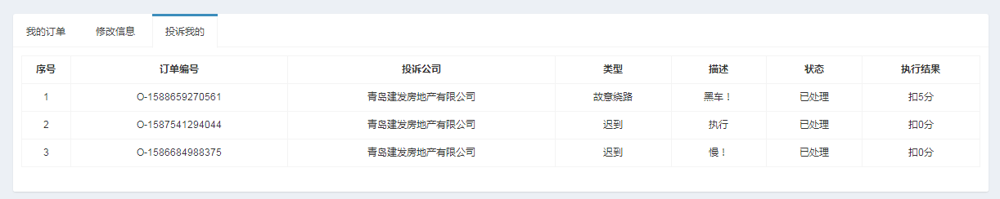 我的订单 修改信息 投诉我的
序号 订单编号 投诉公司 类型 描述 状态 执行结果
1 O-1588659270561 青岛建发房地产有限公司 故意绕路 黑车！ 已处理 扣5分
2 O-1587541294044 青岛建发房地产有限公司 迟到 执行 已处理 扣0分
3 O-1586684988375 青岛建发房地产有限公司 迟到 慢！ 已处理 扣0分